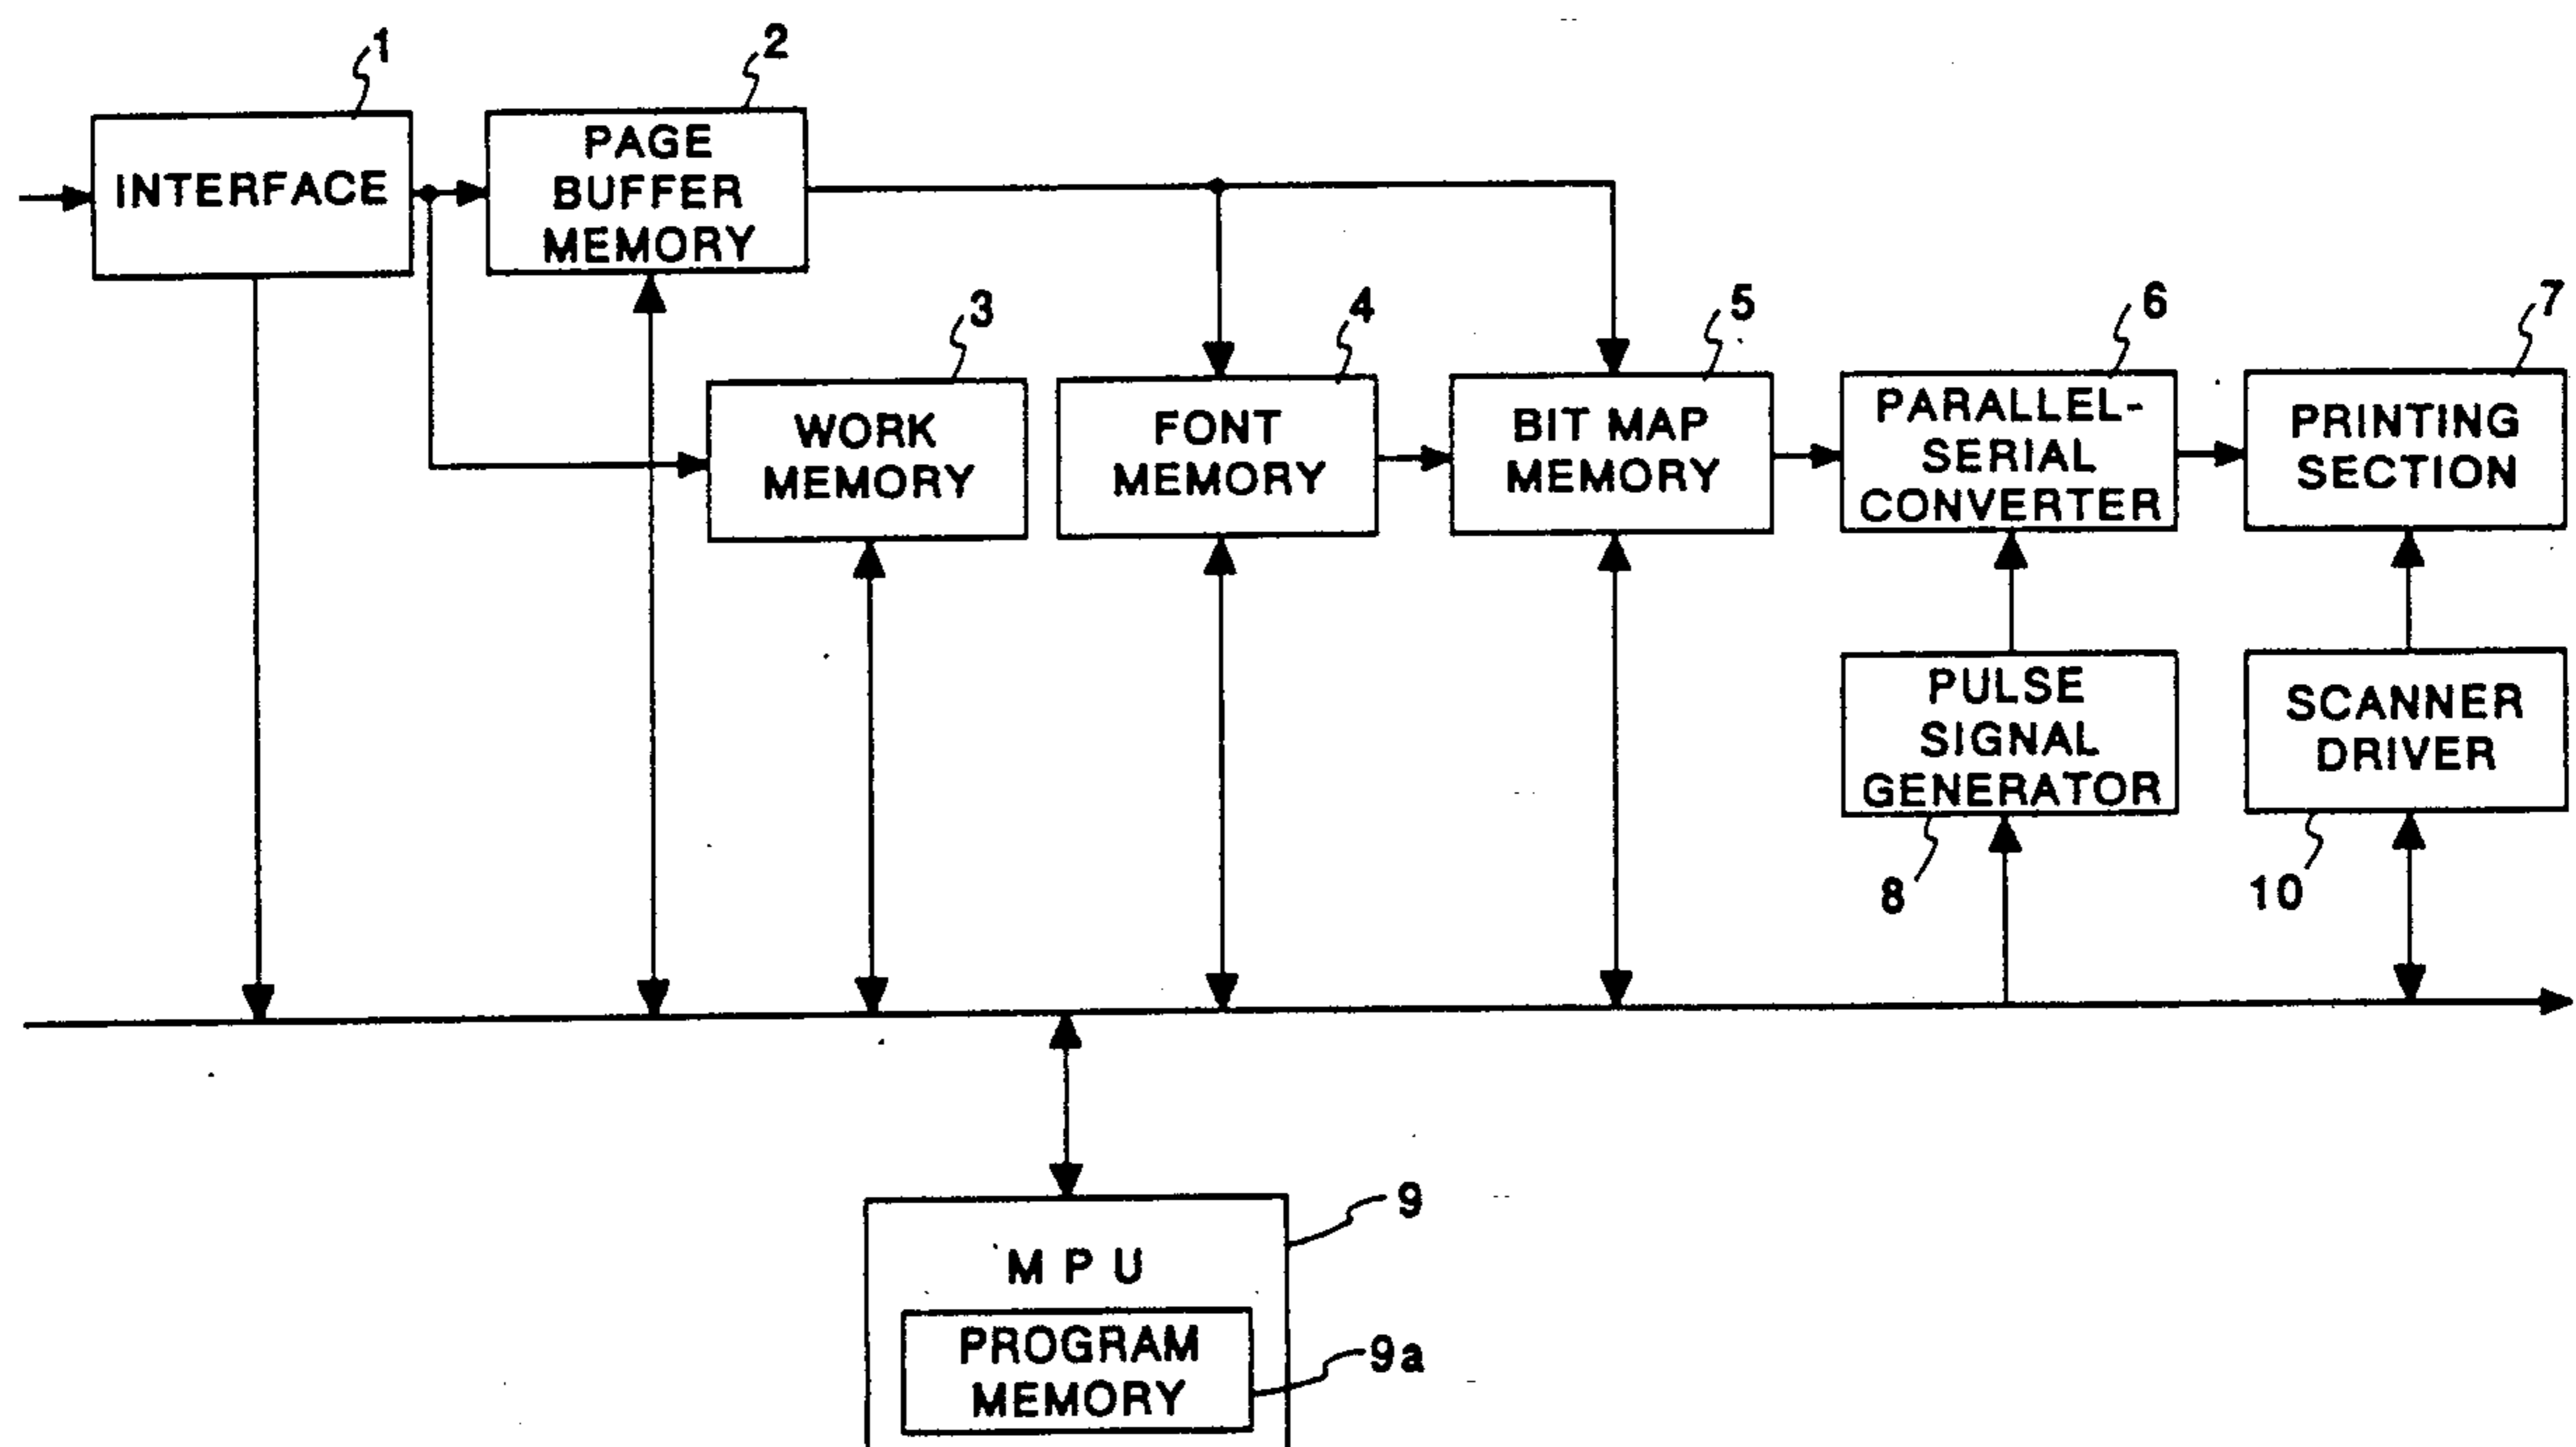 1
2
INTERFACE
PAGE
BUFFER
MEMORY
3
4
5
6
7
WORK
MEMORY
FONT
MEMORY
BIT MAP
MEMORY
PARALLEL-
SERIAL
CONVERTER
PRINTING
SECTION
PULSE
SIGNAL
GENERATOR
SCANNER
DRIVER
8
10
9
M P U
PROGRAM
MEMORY
9a